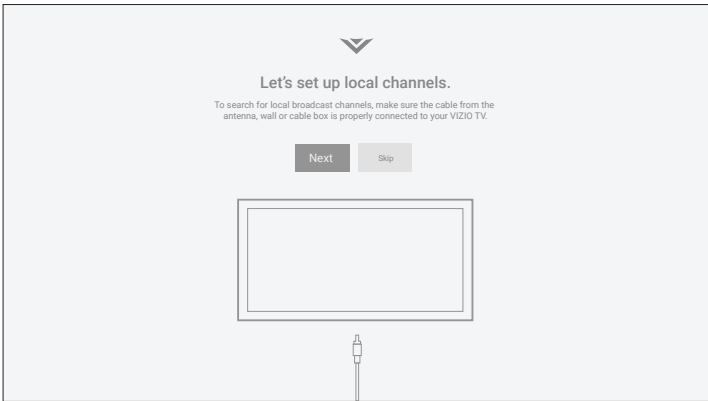 Let's set up local channels.
To search for local broadcast channels, make sure the cable from the
antenna, wall or cable box is properly connected to your VIZIO TV.
Next
Skip